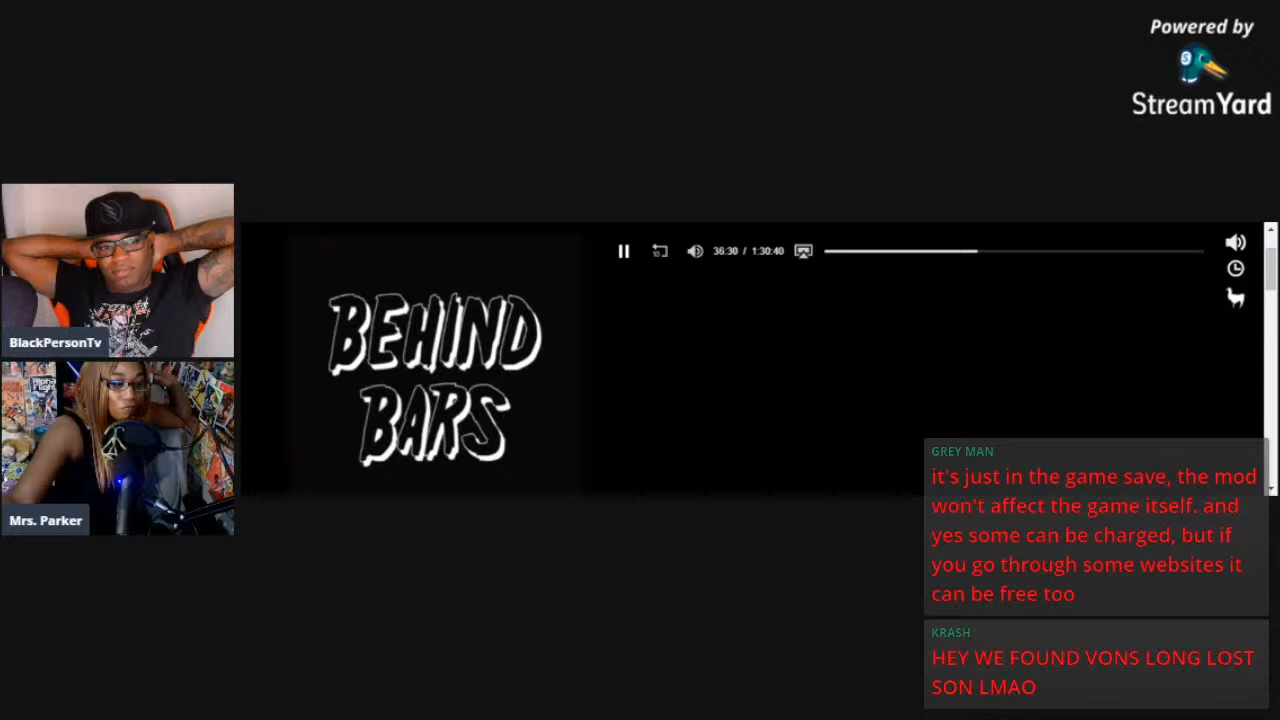 Powered by
StreamYard
36:30 / 1:30:40
10
BEHIND
BARS
BlackPersonTv
Mrs. Parker
GREY MAN
it's just in the game save, the mod
won't affect the game itself. and
yes some can be charged, but if
you go through some websites it
can be free too
KRASH
HEY WE FOUND VONS LONG LOST
SON LMAO